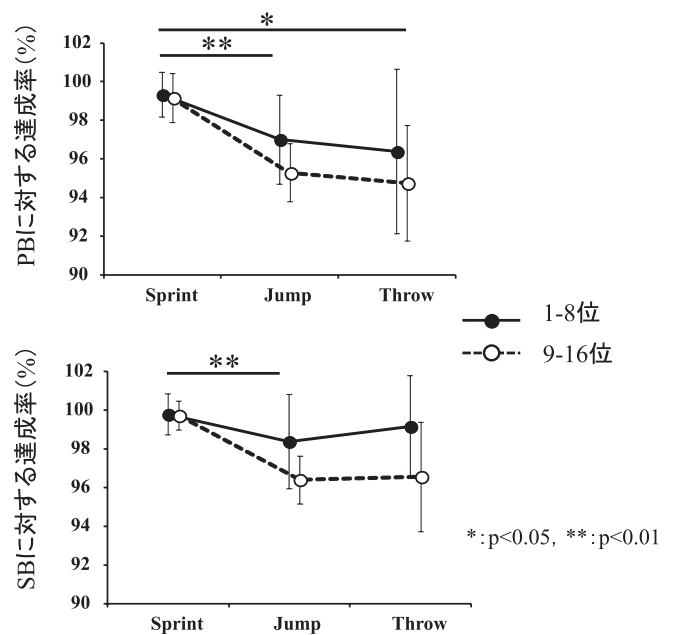 *
**
102
100
98
96
94
92
90
PBに対する達成率(%)
Sprint Jump Throw
1-8位
9-16位
**
102
100
98
96
94
92
90
SBに対する達成率(%)
Sprint Jump Throw
*:p<0.05, **:p<0.01